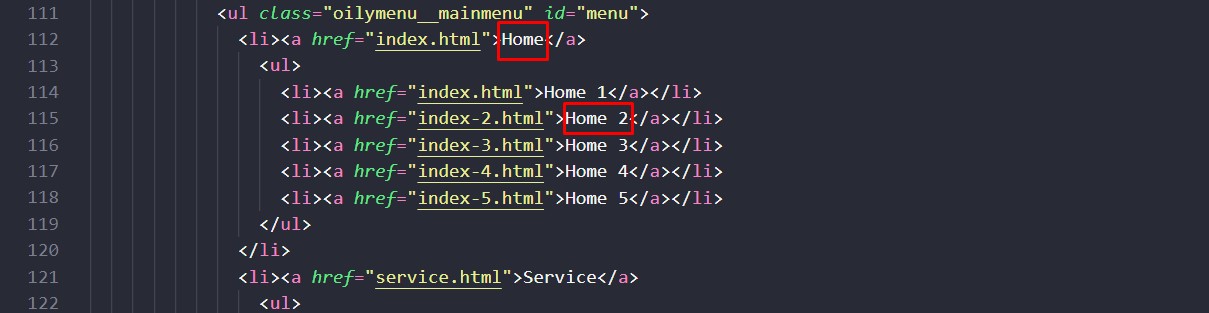 111 <ul class="oilymenu__mainmenu" id="menu">
112 <li><a href="index.html">Home</a>
113 <ul>
114 <li><a href="index.html">Home 1</a></li>
115 <li><a href="index-2.html">Home 2</a></li>
116 <li><a href="index-3.html">Home 3</a></li>
117 <li><a href="index-4.html">Home 4</a></li>
118 <li><a href="index-5.html">Home 5</a></li>
119 </ul>
120 </li>
121 <li><a href="service.html">Service</a>
122 <ul>